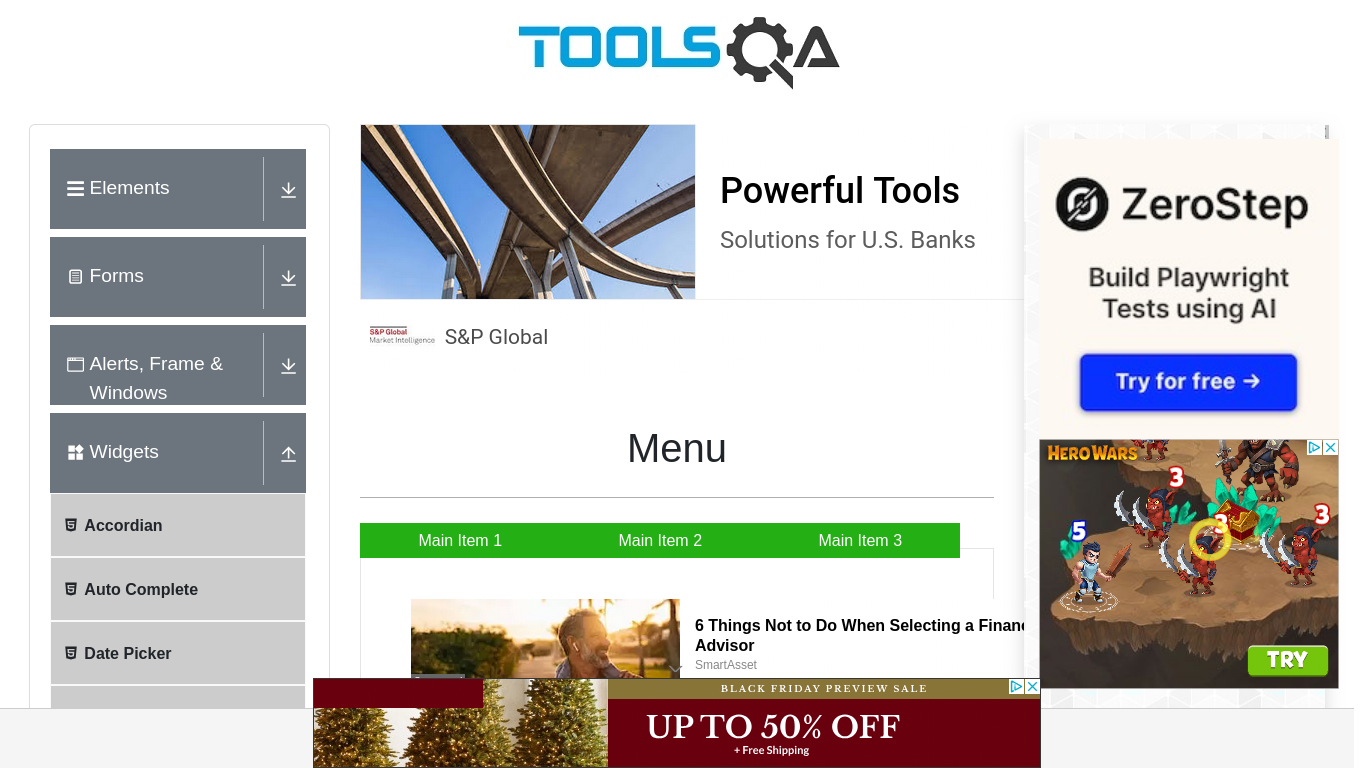 TOOLSQA
Elements
Forms
Alerts, Frame &
Windows
Widgets
Accordian
Auto Complete
Date Picker
Powerful Tools
Solutions for U.S. Banks
S&P Global
Market Intelligence
S&P Global
Menu
Main Item 1
Main Item 2
Main Item 3
6 Things Not to Do When Selecting a Financ
Advisor
SmartAsset
ZeroStep
Build Playwright
Tests using AI
Try for free →
HERO WARS
3
5
3
3
TRY
BLACK FRIDAY PREVIEW SALE
UP TO 50% OFF
+ Free Shipping